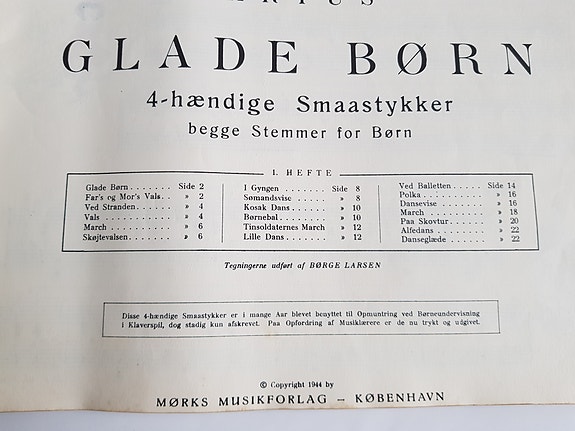 GLADE BØRN
4-hændige Smaastykker
begge Stemmer for Børn
I. HEFTE
Glade Børn . . . . . . . Side 2
Far's og Mor's Vals . . » 2
Ved Stranden . . . . . . » 4
Vals . . . . . . . . . . » 4
March . . . . . . . . . » 6
Skøjtevalsen . . . . . . » 6
I Gyngen . . . . . . . Side 8
Sømandsvise . . . . . » 8
Kosak Dans . . . . . . » 10
Børnebal . . . . . . . » 10
Tinsoldaternes March » 12
Lille Dans . . . . . . » 12
Ved Balletten . . . . . Side 14
Polka . . . . . . . . . » 16
Dansevise . . . . . . . » 16
March . . . . . . . . . » 18
Paa Skovtur . . . . . . » 20
Alfedans . . . . . . . » 22
Danseglæde . . . . . . » 22
Tegningerne udført af BØRGE LARSEN
Disse 4-hændige Smaastykker er i mange Aar blevet benyttet til Opmuntring ved Børneundervisning
i Klaverspil, dog stadig kun afskrevet. Paa Opfordring af Musiklærere er de nu trykt og udgivet.
© Copyright 1944 by
MØRKS MUSIKFORLAG – KØBENHAVN